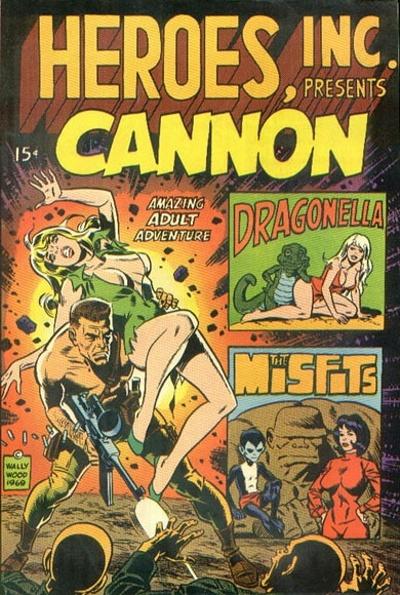 HEROES, INC.
PRESENTS
CANNON
15¢
AMAZING
ADULT
ADVENTURE
DRAGONELLA
THE
MISFITS
©
WALLY
WOOD
1969